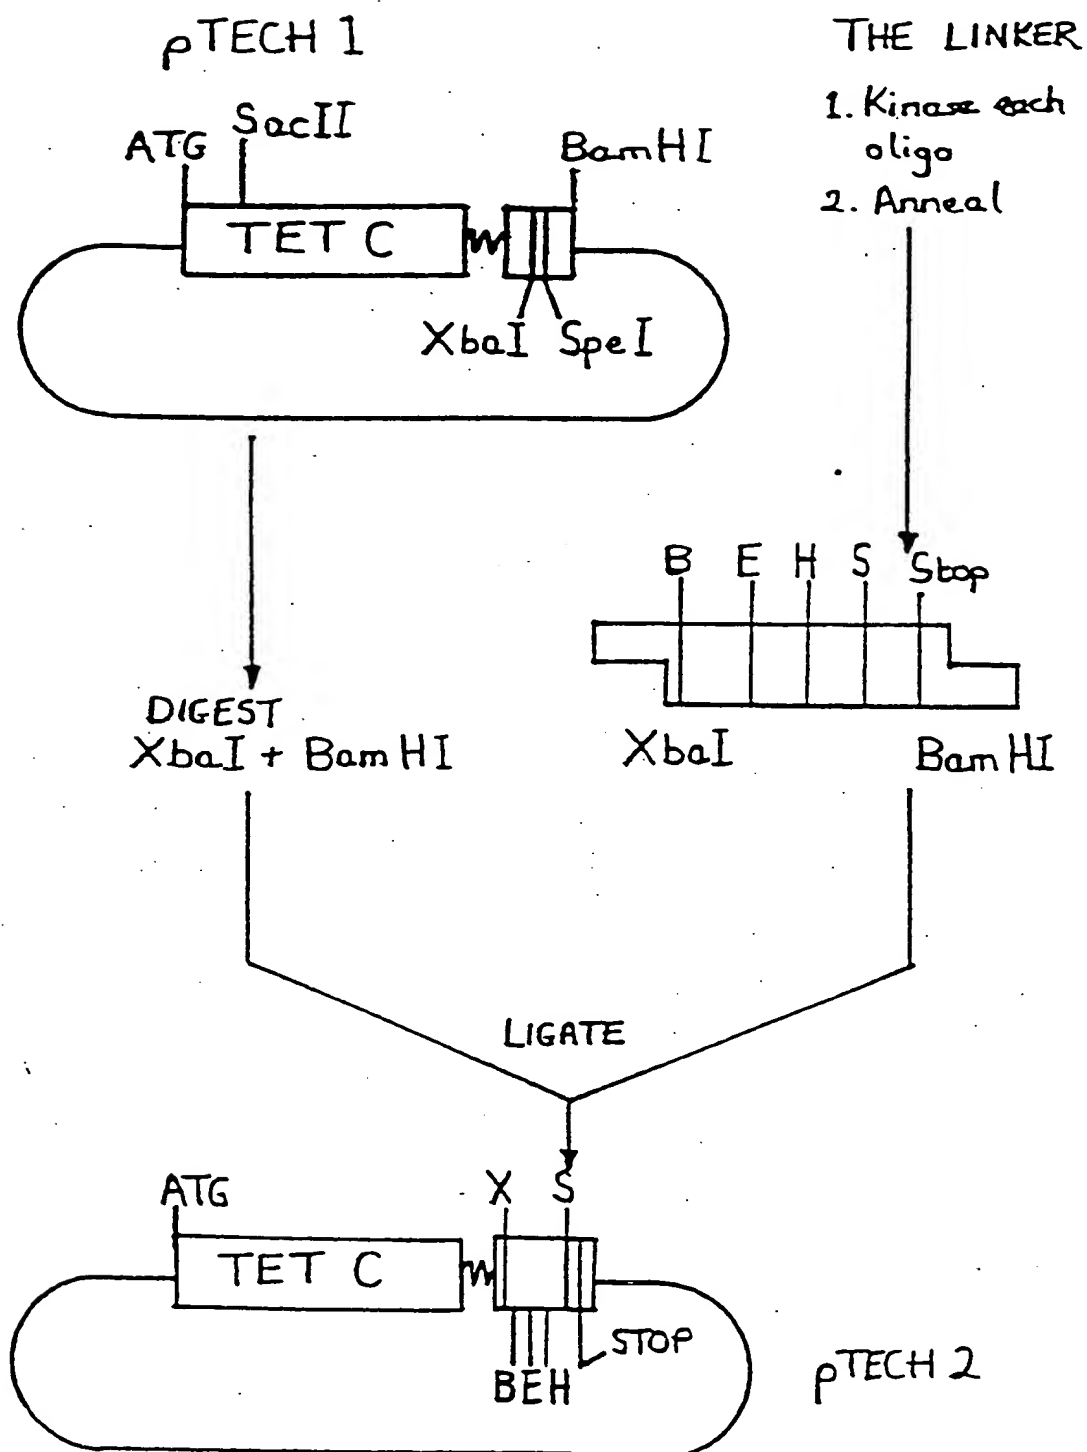 pTECH 1
THE LINKER
1. Kinase each
oligo
2. Anneal
ATG
SacII
BamHI
TET C
XbaI
SpeI
B E H S Stop
DIGEST
XbaI + BamHI
XbaI
BamHI
LIGATE
ATG
X S
TET C
STOP
BEH
pTECH 2